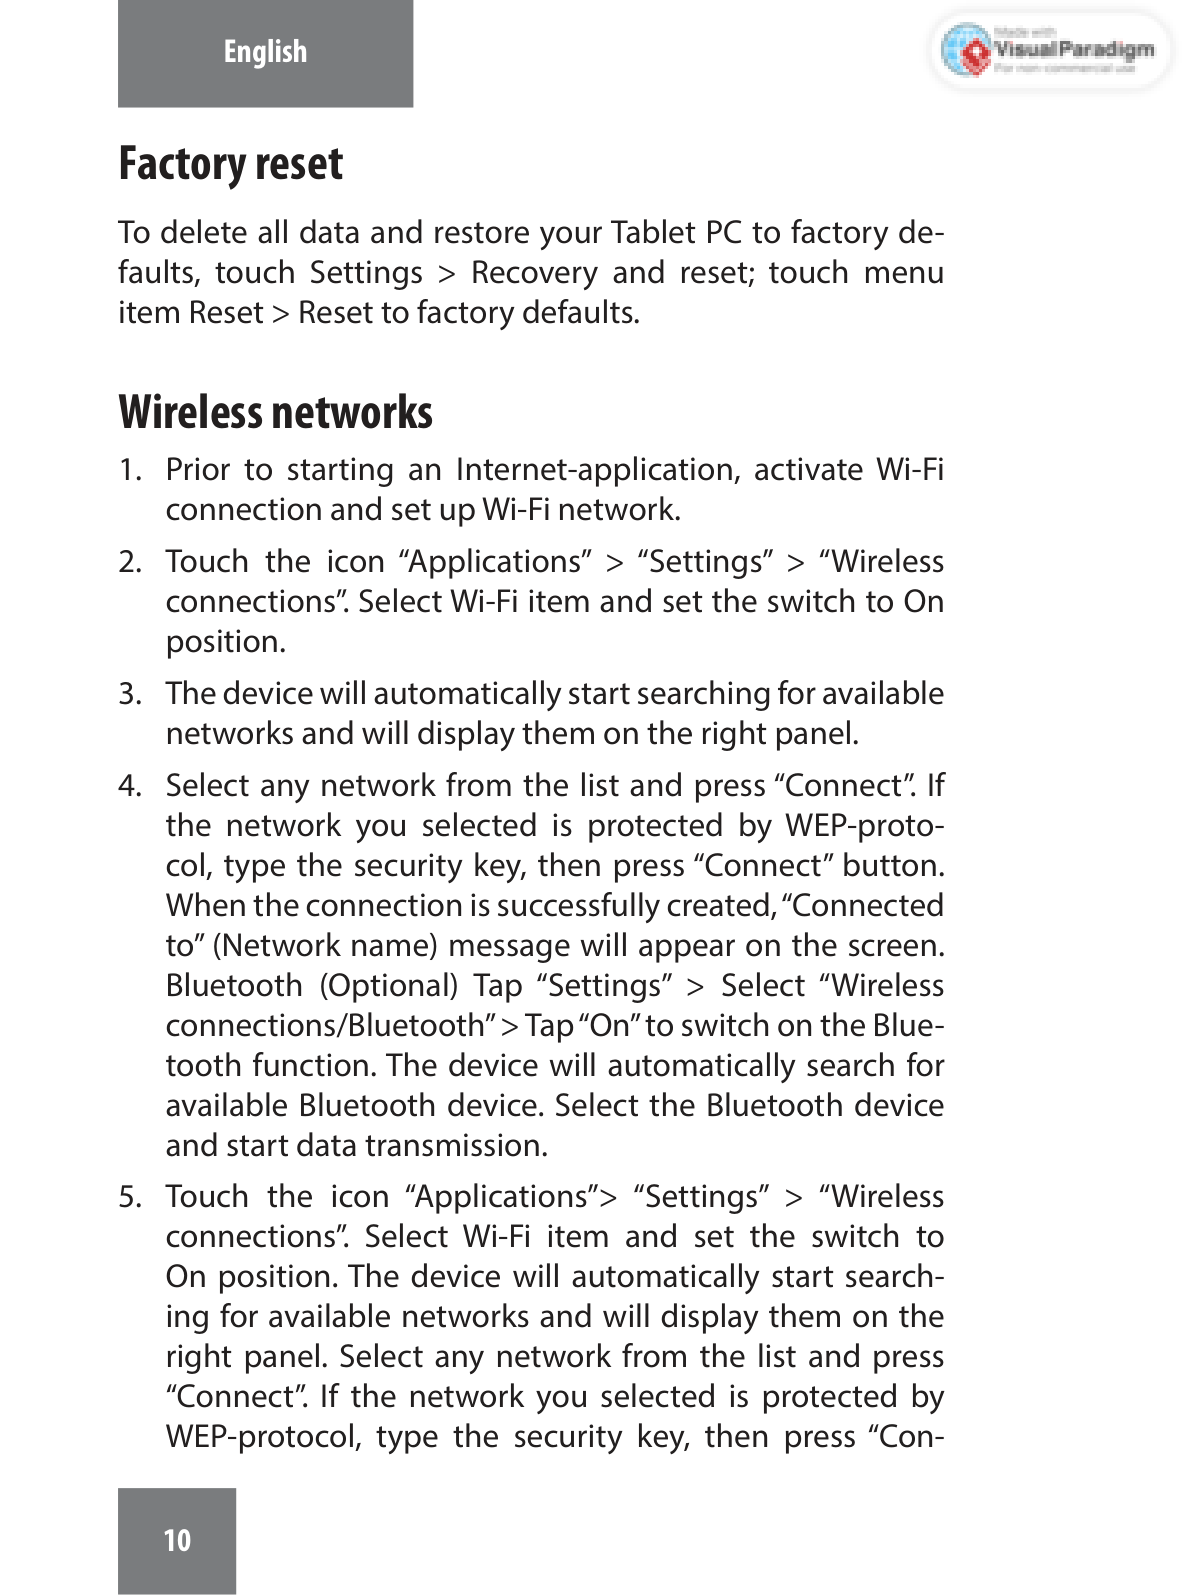 English
Made with
Visual Paradigm
For non-commercial use
Factory reset
To delete all data and restore your Tablet PC to factory de-
faults, touch Settings > Recovery and reset; touch menu
item Reset > Reset to factory defaults.
Wireless networks
1. Prior to starting an Internet-application, activate Wi-Fi
connection and set up Wi-Fi network.
2. Touch the icon “Applications” > “Settings” > “Wireless
connections”. Select Wi-Fi item and set the switch to On
position.
3. The device will automatically start searching for available
networks and will display them on the right panel.
4. Select any network from the list and press “Connect”. If
the network you selected is protected by WEP-proto-
col, type the security key, then press “Connect” button.
When the connection is successfully created, “Connected
to” (Network name) message will appear on the screen.
Bluetooth (Optional) Tap “Settings” > Select “Wireless
connections/Bluetooth” > Tap “On” to switch on the Blue-
tooth function. The device will automatically search for
available Bluetooth device. Select the Bluetooth device
and start data transmission.
5. Touch the icon “Applications”> “Settings” > “Wireless
connections”. Select Wi-Fi item and set the switch to
On position. The device will automatically start search-
ing for available networks and will display them on the
right panel. Select any network from the list and press
“Connect”. If the network you selected is protected by
WEP-protocol, type the security key, then press “Con-
10